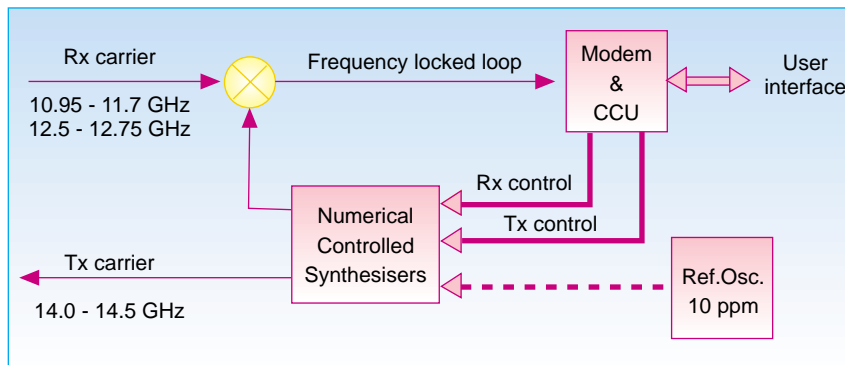 Rx carrier
10.95 - 11.7 GHz
12.5 - 12.75 GHz
Frequency locked loop
Modem
&
CCU
User
interface
Rx control
Tx control
Numerical
Controlled
Synthesisers
Tx carrier
14.0 - 14.5 GHz
Ref.Osc.
10 ppm